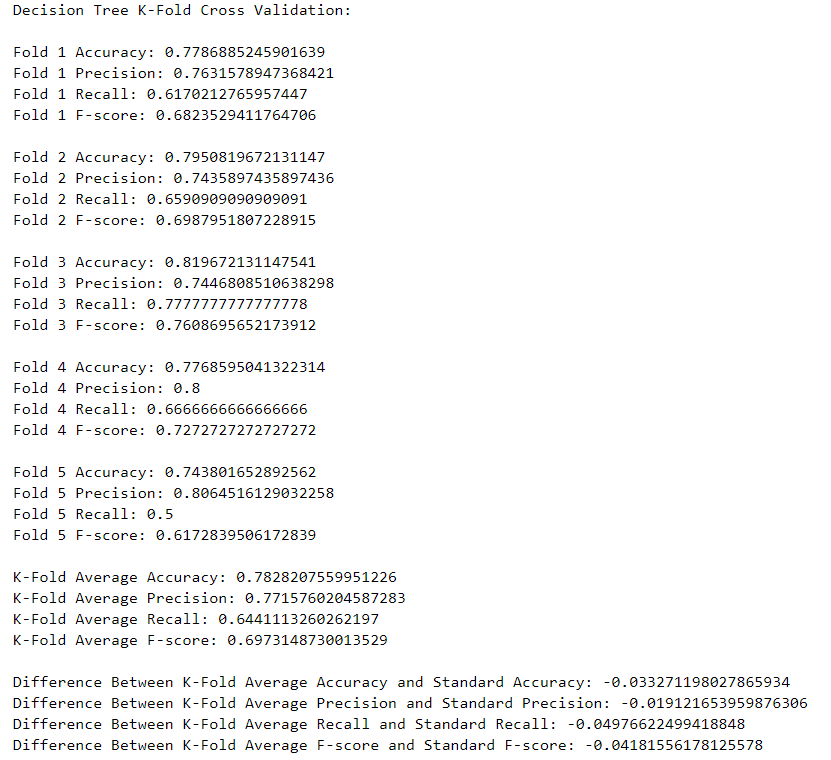 Decision Tree K-Fold Cross Validation:
Fold 1 Accuracy: 0.7786885245901639
Fold 1 Precision: 0.7631578947368421
Fold 1 Recall: 0.6170212765957447
Fold 1 F-score: 0.6823529411764706
Fold 2 Accuracy: 0.7950819672131147
Fold 2 Precision: 0.7435897435897436
Fold 2 Recall: 0.6590909090909091
Fold 2 F-score: 0.6987951807228915
Fold 3 Accuracy: 0.819672131147541
Fold 3 Precision: 0.7446808510638298
Fold 3 Recall: 0.7777777777777778
Fold 3 F-score: 0.7608695652173912
Fold 4 Accuracy: 0.7768595041322314
Fold 4 Precision: 0.8
Fold 4 Recall: 0.6666666666666666
Fold 4 F-score: 0.7272727272727272
Fold 5 Accuracy: 0.743801652892562
Fold 5 Precision: 0.8064516129032258
Fold 5 Recall: 0.5
Fold 5 F-score: 0.6172839506172839
K-Fold Average Accuracy: 0.7828207559951226
K-Fold Average Precision: 0.7715760204587283
K-Fold Average Recall: 0.6441113260262197
K-Fold Average F-score: 0.6973148730013529
Difference Between K-Fold Average Accuracy and Standard Accuracy: -0.033271198027865934
Difference Between K-Fold Average Precision and Standard Precision: -0.019121653959876306
Difference Between K-Fold Average Recall and Standard Recall: -0.04976622499418848
Difference Between K-Fold Average F-score and Standard F-score: -0.04181556178125578